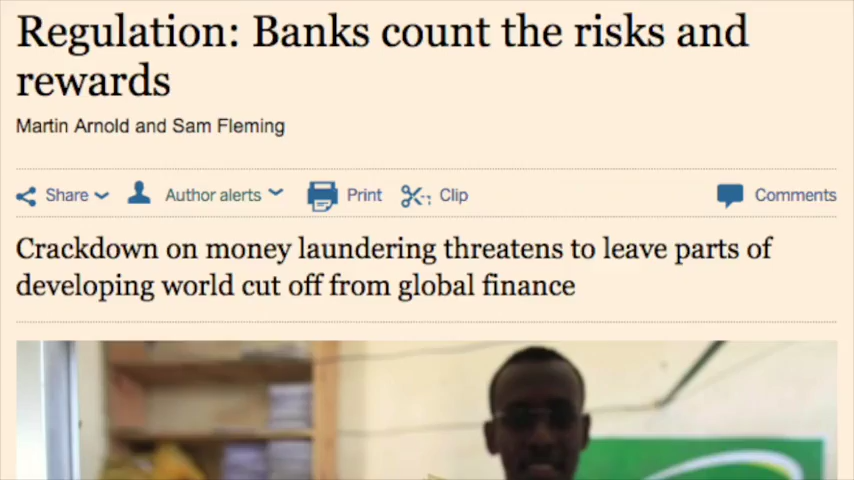 Regulation: Banks count the risks and
rewards
Martin Arnold and Sam Fleming
Share Author alerts Print Clip Comments
Crackdown on money laundering threatens to leave parts of
developing world cut off from global finance